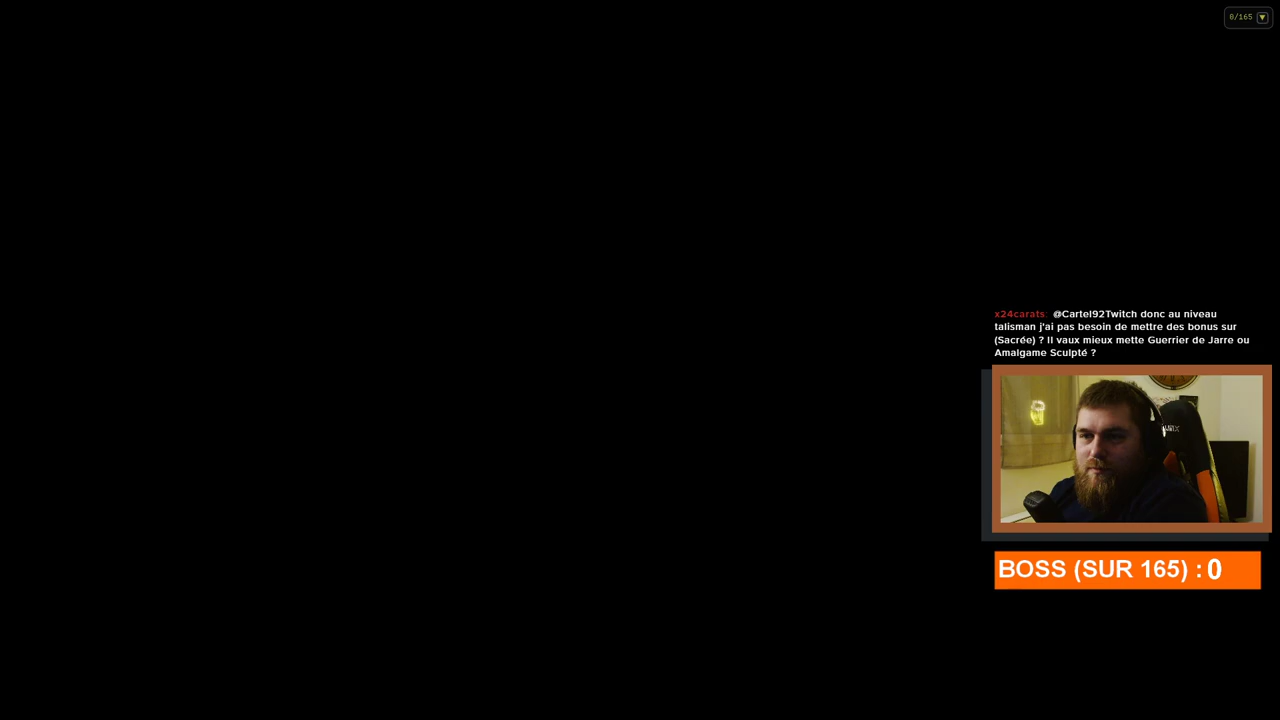 0/165
x24carats: @Cartel92Twitch donc au niveau
talisman j'ai pas besoin de mettre des bonus sur
(Sacrée) ? Il vaux mieux mette Guerrier de Jarre ou
Amalgame Sculpté ?
BOSS (SUR 165) : 0